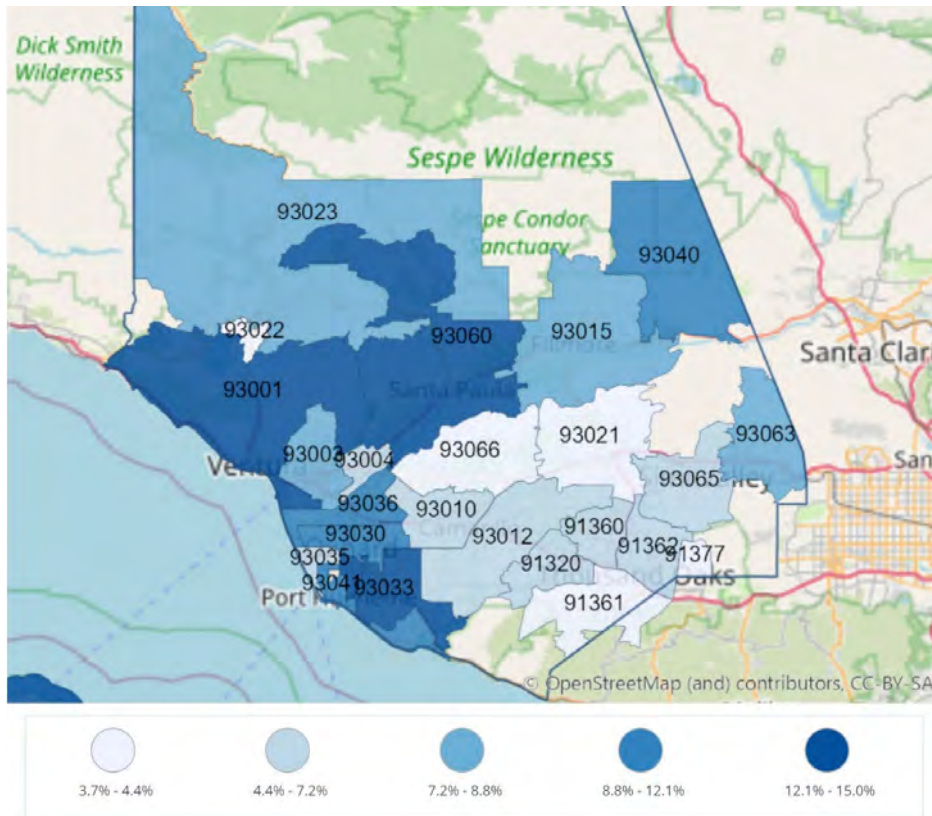 Dick Smith
Wilderness
Sespe Wilderness
93023
Sespe Condor
Sanctuary
93040
93022
93060
93015
Fillmore
Santa Clar
93001
Santa Paula
93003
93004
93066
93021
93063
Ventura
San
93065
Valley
93036
93010
93030
93012
91360
93035
91362
91377
91320
93041
93033
Thousand Oaks
Port Hueneme
91361
© OpenStreetMap (and) contributors, CC-BY-SA
3.7% - 4.4%
4.4% - 7.2%
7.2% - 8.8%
8.8% - 12.1%
12.1% - 15.0%